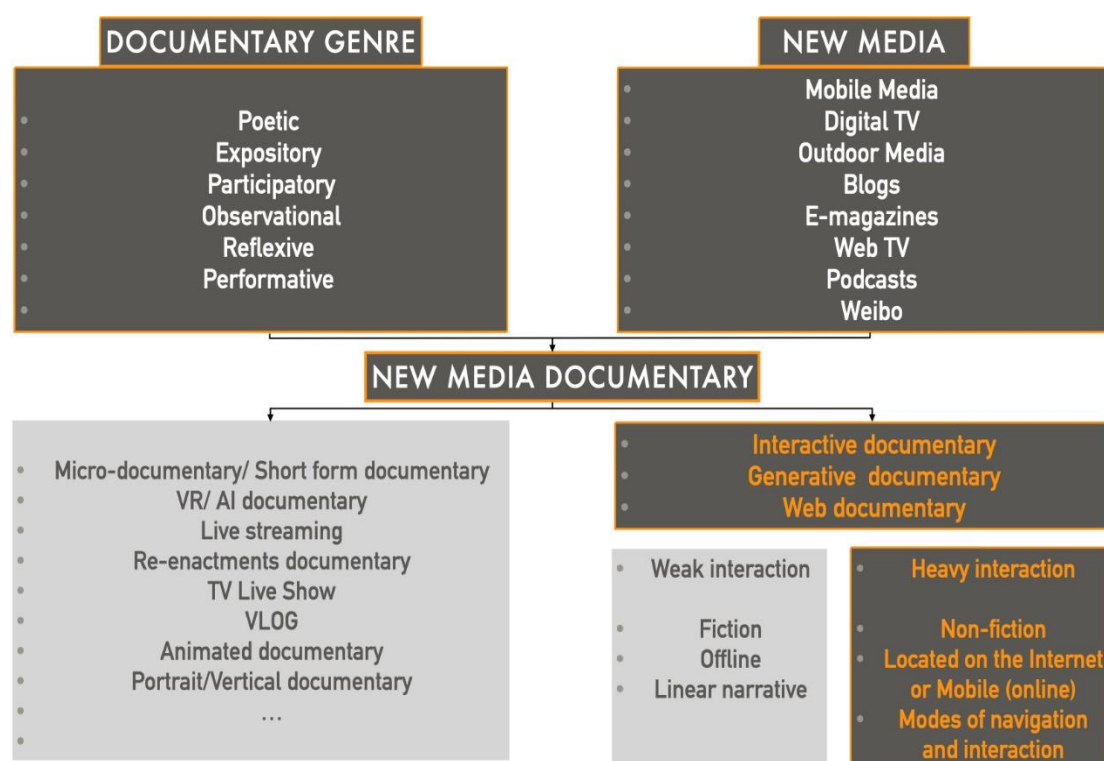 DOCUMENTARY GENRE
Poetic
Expository
Participatory
Observational
Reflexive
Performative
NEW MEDIA
Mobile Media
Digital TV
Outdoor Media
Blogs
E-magazines
Web TV
Podcasts
Weibo
NEW MEDIA DOCUMENTARY
Micro-documentary/ Short form documentary
VR/ AI documentary
Live streaming
Re-enactments documentary
TV Live Show
VLOG
Animated documentary
Portrait/Vertical documentary
...
Interactive documentary
Generative documentary
Web documentary
Weak interaction
Fiction
Offline
Linear narrative
Heavy interaction
Non-fiction
Located on the Internet
or Mobile (online)
Modes of navigation
and interaction